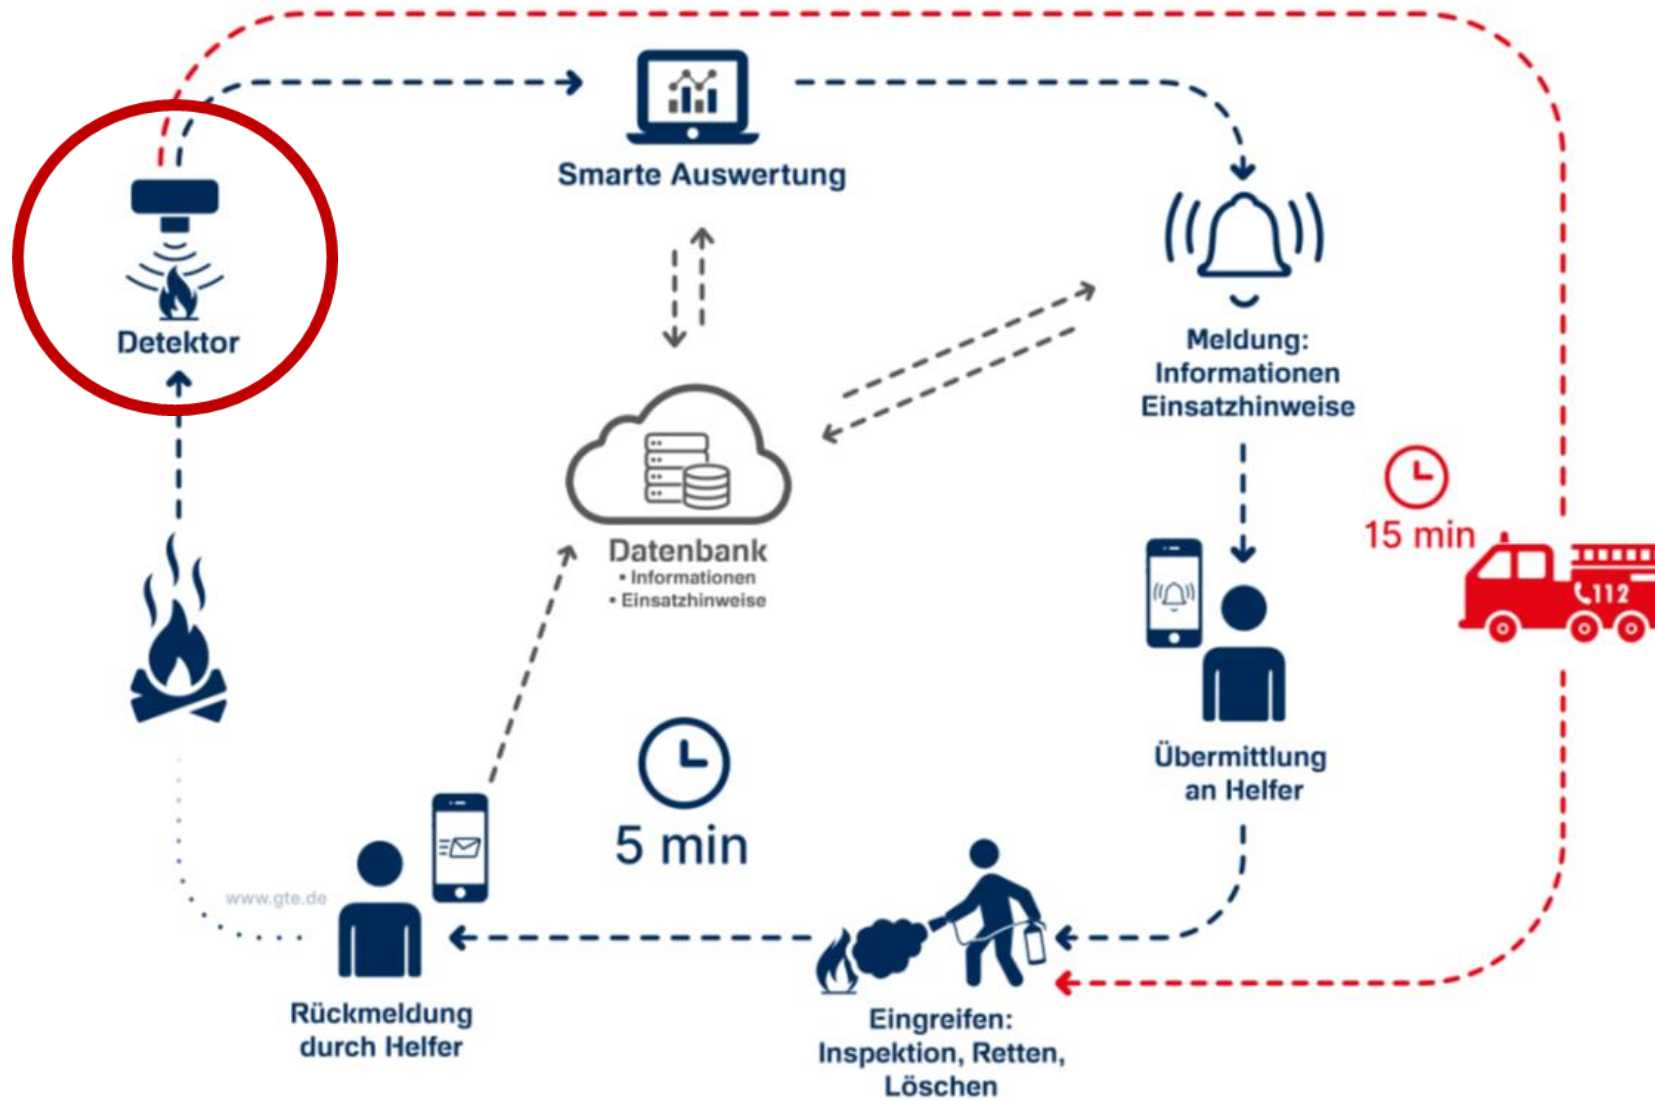 Smarte Auswertung
Detektor
Meldung:
Informationen
Einsatzhinweise
15 min
112
Datenbank
• Informationen
• Einsatzhinweise
Übermittlung
an Helfer
5 min
www.gte.de
Rückmeldung
durch Helfer
Eingreifen:
Inspektion, Retten,
Löschen